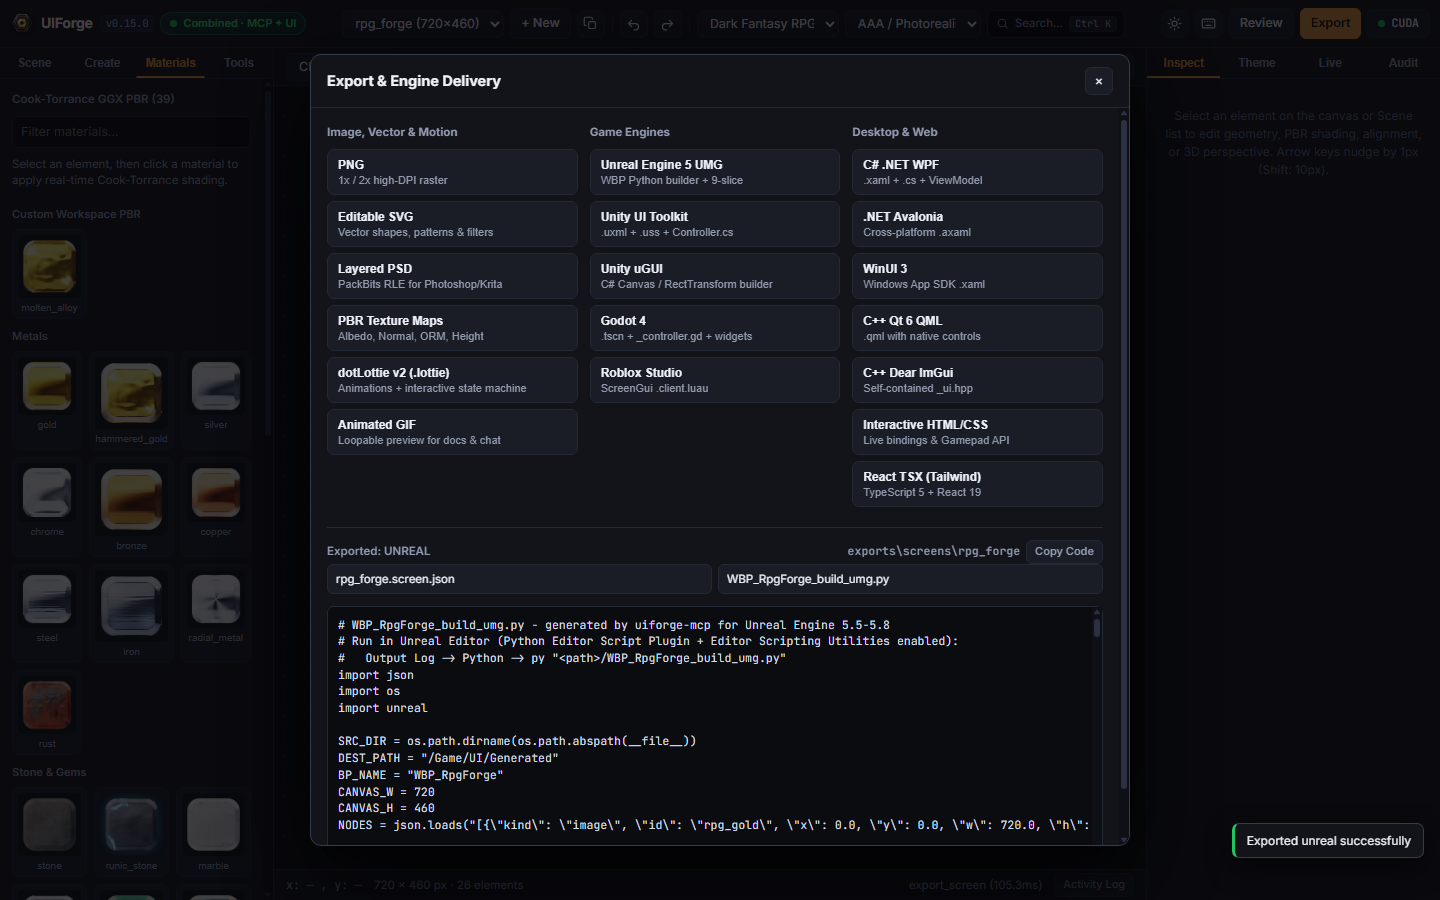 UIForge v0.15.0 Combined · MCP + UI rpg_forge (720×460) + New Dark Fantasy RPG AAA / Photoreali Search... Ctrl K Review Export CUDA
Scene Create Materials Tools
Inspect Theme Live Audit
Cook-Torrance GGX PBR (39)
Filter materials...
Select an element, then click a material to
apply real-time Cook-Torrance shading.
Custom Workspace PBR
molten_alloy
Metals
gold hammered_gold silver
chrome bronze copper
steel iron radial_metal
rust
Stone & Gems
stone runic_stone marble
Export & Engine Delivery
×
Image, Vector & Motion
PNG
1x / 2x high-DPI raster
Editable SVG
Vector shapes, patterns & filters
Layered PSD
PackBits RLE for Photoshop/Krita
PBR Texture Maps
Albedo, Normal, ORM, Height
dotLottie v2 (.lottie)
Animations + interactive state machine
Animated GIF
Loopable preview for docs & chat
Game Engines
Unreal Engine 5 UMG
WBP Python builder + 9-slice
Unity UI Toolkit
.uxml + .uss + Controller.cs
Unity uGUI
C# Canvas / RectTransform builder
Godot 4
.tscn + _controller.gd + widgets
Roblox Studio
ScreenGui .client.luau
Desktop & Web
C# .NET WPF
.xaml + .cs + ViewModel
.NET Avalonia
Cross-platform .axaml
WinUI 3
Windows App SDK .xaml
C++ Qt 6 QML
.qml with native controls
C++ Dear ImGui
Self-contained _ui.hpp
Interactive HTML/CSS
Live bindings & Gamepad API
React TSX (Tailwind)
TypeScript 5 + React 19
Exported: UNREAL exports\screens\rpg_forge Copy Code
rpg_forge.screen.json WBP_RpgForge_build_umg.py
# WBP_RpgForge_build_umg.py - generated by uiforge-mcp for Unreal Engine 5.5-5.8
# Run in Unreal Editor (Python Editor Script Plugin + Editor Scripting Utilities enabled):
#   Output Log -> Python -> py "<path>/WBP_RpgForge_build_umg.py"
import json
import os
import unreal
SRC_DIR = os.path.dirname(os.path.abspath(__file__))
DEST_PATH = "/Game/UI/Generated"
BP_NAME = "WBP_RpgForge"
CANVAS_W = 720
CANVAS_H = 460
NODES = json.loads("[{\"kind\": \"image\", \"id\": \"rpg_gold\", \"x\": 0.0, \"y\": 0.0, \"w\": 720.0, \"h\":
Select an element on the canvas or Scene
list to edit geometry, PBR shading, alignment,
or 3D perspective. Arrow keys nudge by 1px
(Shift: 10px).
Exported unreal successfully
x: — , y: — 720 × 460 px · 26 elements export_screen (105.3ms) Activity Log